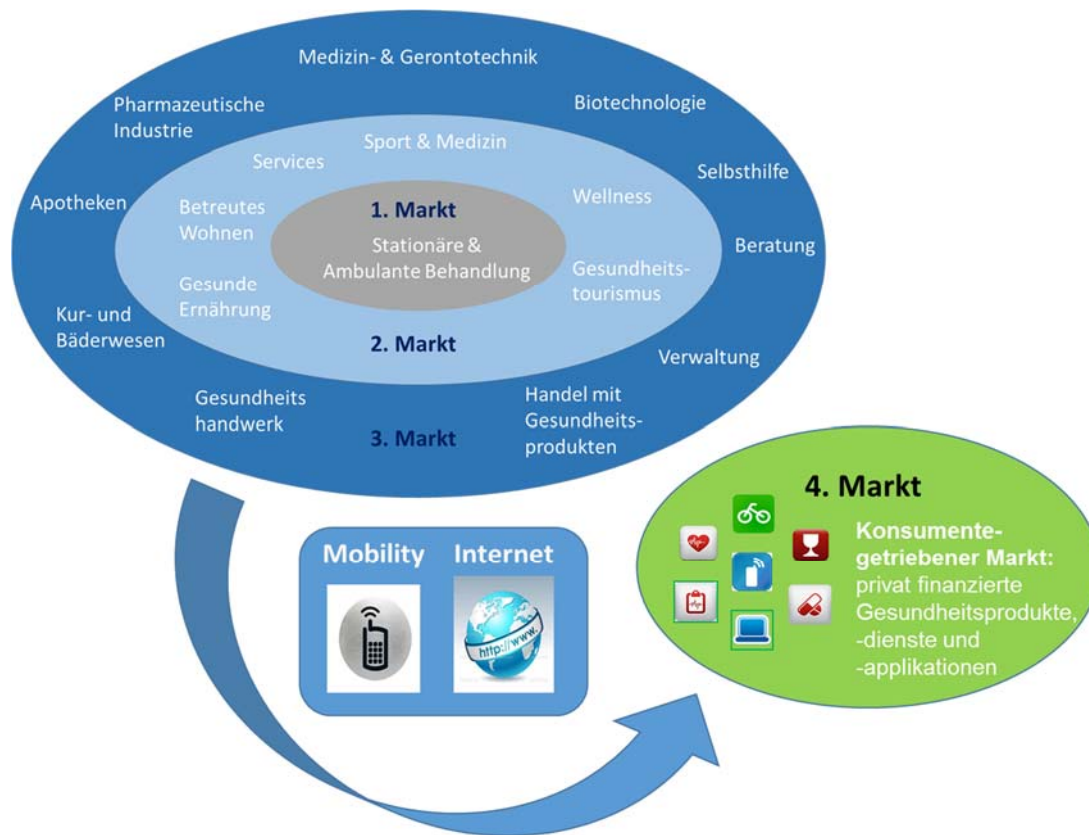 Medizin- & Gerontotechnik
Pharmazeutische
Industrie
Biotechnologie
Sport & Medizin
Services
Selbsthilfe
Apotheken
Betreutes
Wohnen
1. Markt
Wellness
Stationäre &
Ambulante Behandlung
Beratung
Gesunde
Ernährung
Gesundheits-
tourismus
Kur- und
Bäderwesen
2. Markt
Verwaltung
Gesundheits
handwerk
3. Markt
Handel mit
Gesundheits-
produkten
4. Markt
Konsumente-
getriebener Markt:
privat finanzierte
Gesundheitsprodukte,
-dienste und
-applikationen
Mobility
Internet
http://www.